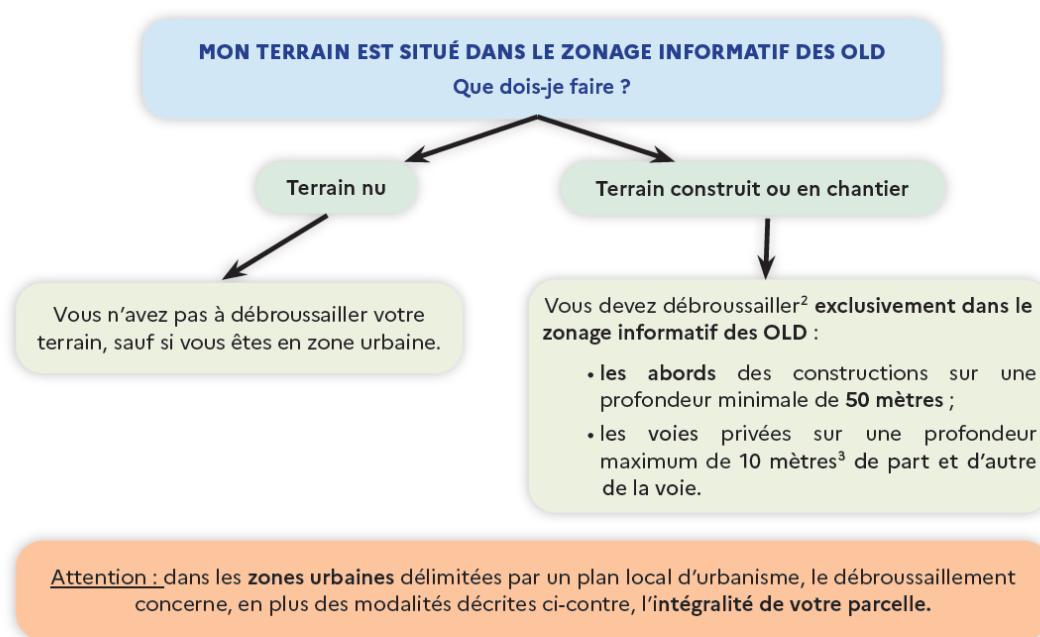 MON TERRAIN EST SITUÉ DANS LE ZONAGE INFORMATIF DES OLD
Que dois-je faire ?
Terrain nu
Terrain construit ou en chantier
Vous n’avez pas à débroussailler votre
terrain, sauf si vous êtes en zone urbaine.
Vous devez débroussailler² exclusivement dans le
zonage informatif des OLD :
• les abords des constructions sur une
profondeur minimale de 50 mètres ;
• les voies privées sur une profondeur
maximum de 10 mètres³ de part et d’autre
de la voie.
Attention : dans les zones urbaines délimitées par un plan local d’urbanisme, le débroussaillement
concerne, en plus des modalités décrites ci-contre, l’intégralité de votre parcelle.